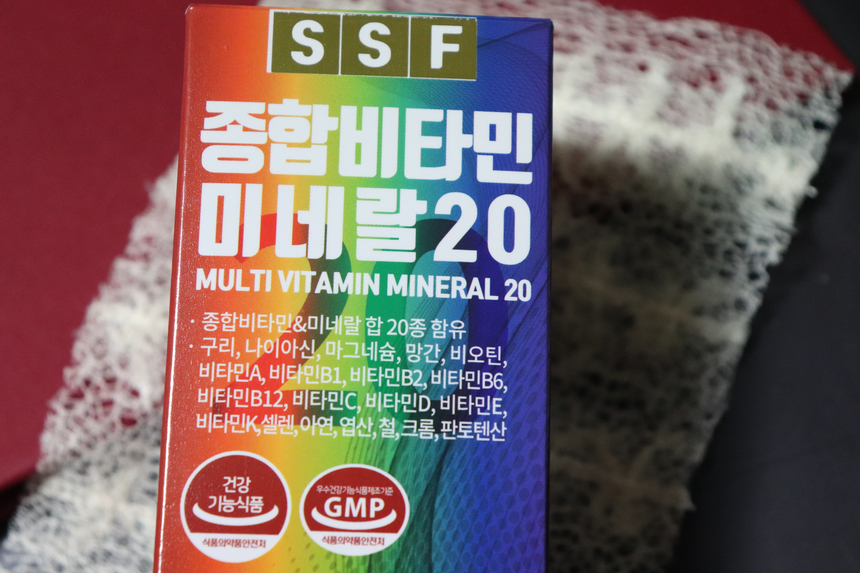 SSF
종합비타민
미네랄20
MULTI VITAMIN MINERAL 20
· 종합비타민&미네랄 합 20종 함유
· 구리, 나이아신, 마그네슘, 망간, 비오틴,
비타민A, 비타민B1, 비타민B2, 비타민B6,
비타민B12, 비타민C, 비타민D, 비타민E,
비타민K, 셀렌, 아연, 엽산, 철, 크롬, 판토텐산
건강
기능식품
식품의약품안전처
우수건강기능식품제조기준
GMP
식품의약품안전처